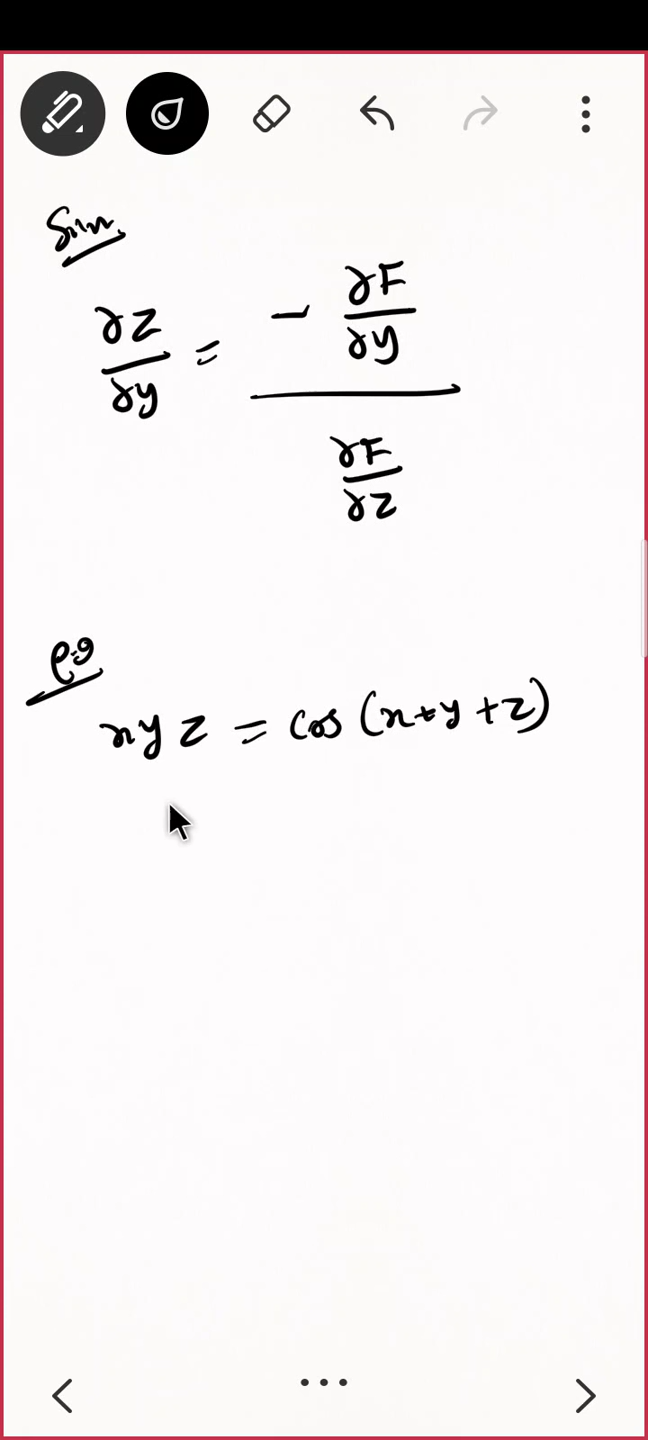 Sim.
∂z/∂y = - ∂F/∂y / ∂F/∂z
e.g
xyz = cos (x+y+z)